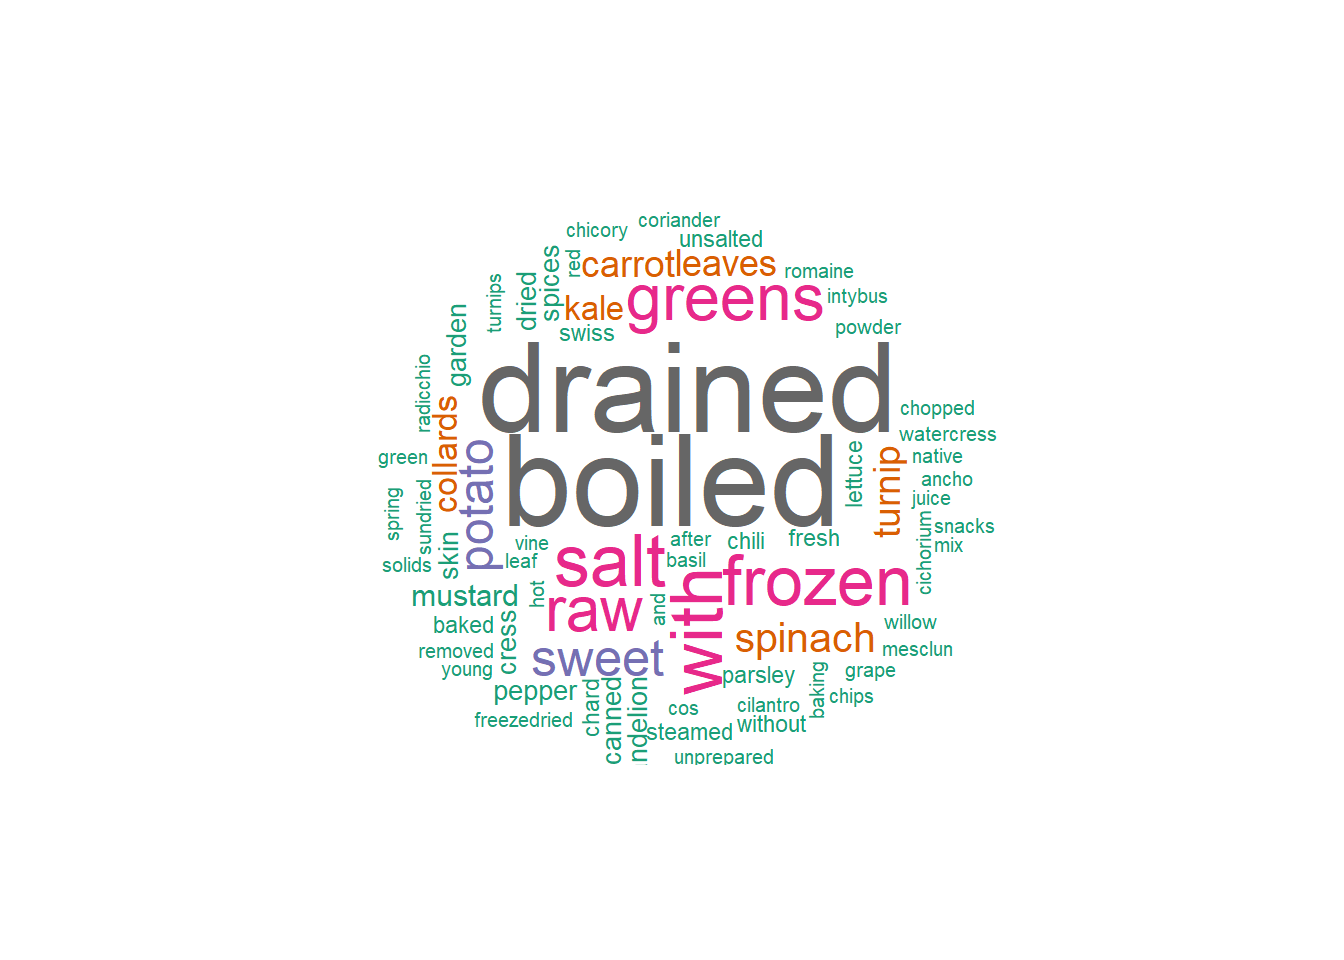 coriander
chicory
unsalted
red
carrot
leaves
romaine
spices
dried
turnips
kale
greens
intybus
swiss
powder
garden
drained
radicchio
collards
chopped
watercress
green
potato
boiled
lettuce
turnip
native
ancho
juice
spring
sundried
snacks
skin
vine
after
chili
fresh
mix
cichorium
solids
leaf
salt
basil
frozen
mustard
hot
raw
and
with
baked
cress
willow
removed
sweet
spinach
mesclun
young
parsley
grape
pepper
baking
chips
freezedried
chard
canned
ndelion
cos
cilantro
without
steamed
unprepared